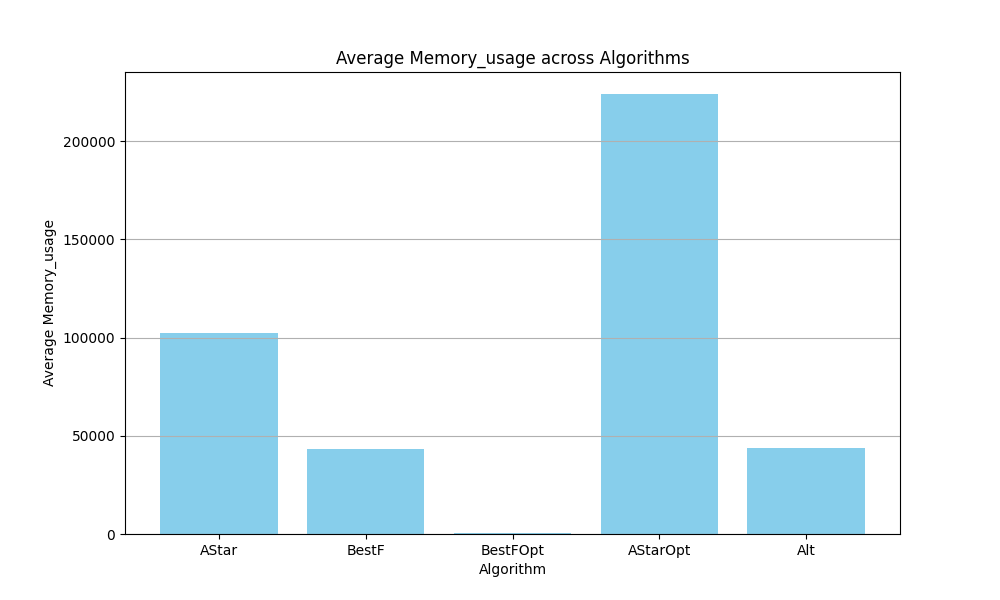 Average Memory_usage across Algorithms
200000
150000
100000
50000
0
Average Memory_usage
AStar BestF BestFOpt AStarOpt Alt
Algorithm